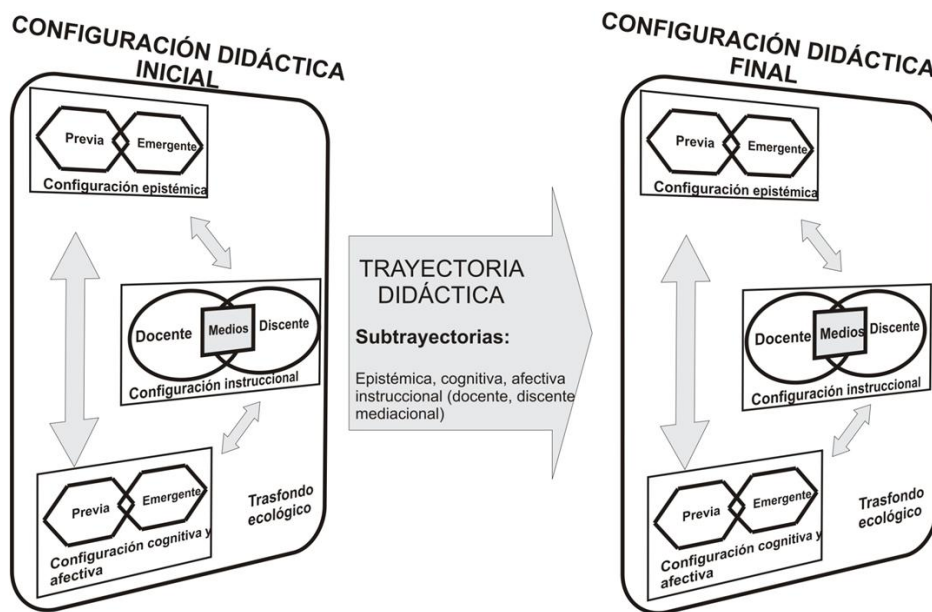 CONFIGURACIÓN DIDÁCTICA
INICIAL
Previa
Emergente
Configuración epistémica
Docente
Medios
Discente
Configuración instruccional
Previa
Emergente
Configuración cognitiva y
afectiva
Trasfondo
ecológico
TRAYECTORIA
DIDÁCTICA
Subtrayectorias:
Epistémica, cognitiva, afectiva
instruccional (docente, discente
mediacional)
CONFIGURACIÓN DIDÁCTICA
FINAL
Previa
Emergente
Configuración epistémica
Docente
Medios
Discente
Configuración instruccional
Previa
Emergente
Configuración cognitiva y
afectiva
Trasfondo
ecológico